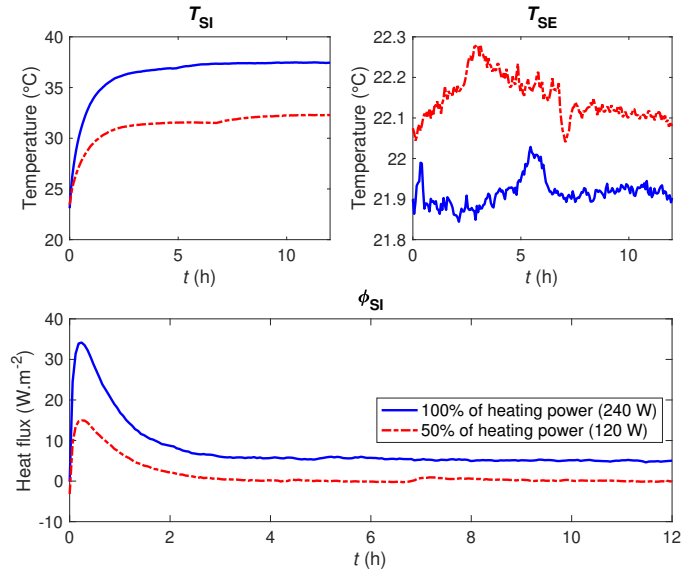 T_SI
T_SE
Temperature (°C)
40
35
30
25
20
0
5
10
t (h)
Temperature (°C)
22.3
22.2
22.1
22
21.9
21.8
0
5
10
t (h)
ϕ_SI
Heat flux (W.m⁻²)
40
30
20
10
0
-10
0
2
4
6
8
10
12
t (h)
100% of heating power (240 W)
50% of heating power (120 W)